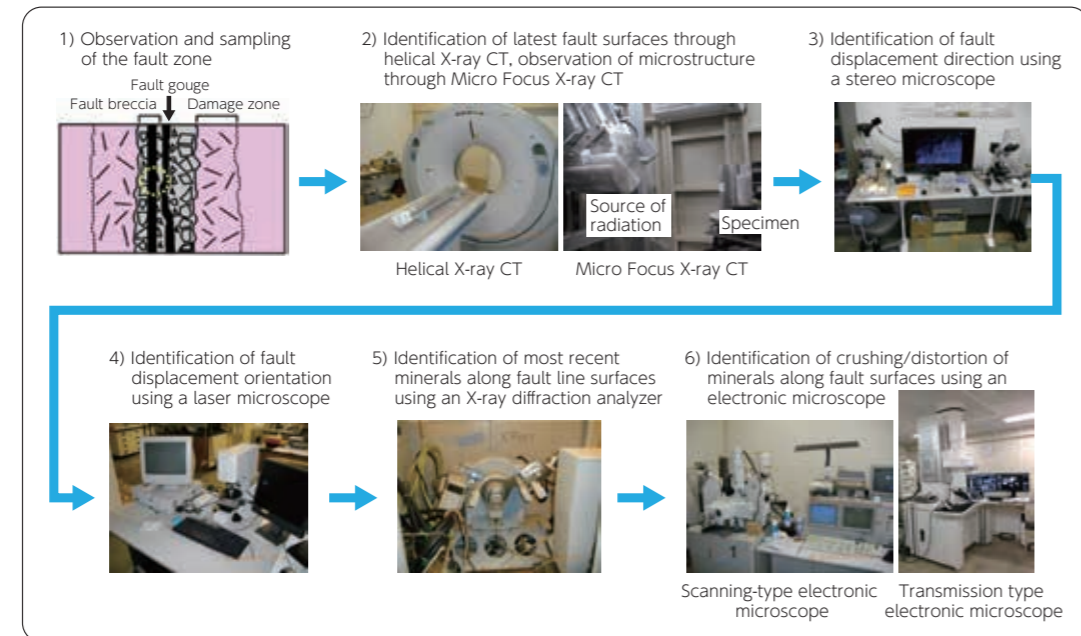 1) Observation and sampling
of the fault zone
Fault gouge
Fault breccia
Damage zone
2) Identification of latest fault surfaces through
helical X-ray CT, observation of microstructure
through Micro Focus X-ray CT
Source of
radiation
Specimen
Helical X-ray CT
Micro Focus X-ray CT
3) Identification of fault
displacement direction using
a stereo microscope
4) Identification of fault
displacement orientation
using a laser microscope
5) Identification of most recent
minerals along fault line surfaces
using an X-ray diffraction analyzer
6) Identification of crushing/distortion of
minerals along fault surfaces using an
electronic microscope
Scanning-type electronic
microscope
Transmission type
electronic microscope